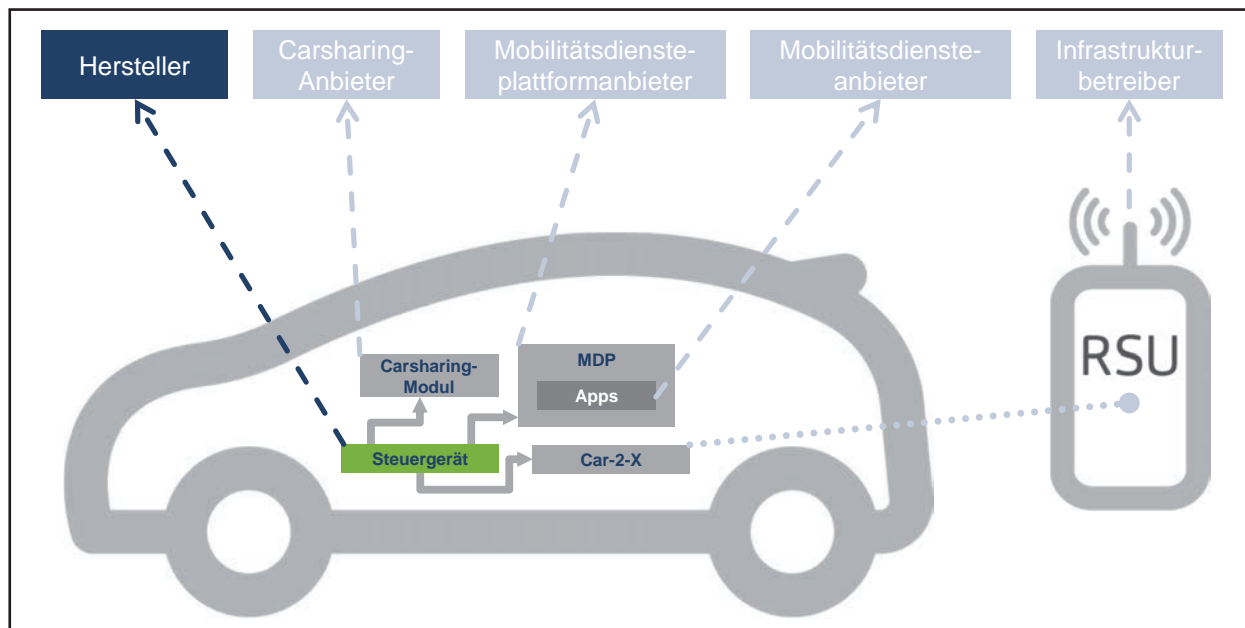 Hersteller
Carsharing-
Anbieter
Mobilitätsdienste-
plattformanbieter
Mobilitätsdienste-
anbieter
Infrastruktur-
betreiber
Carsharing-
Modul
MDP
Apps
Steuergerät
Car-2-X
RSU